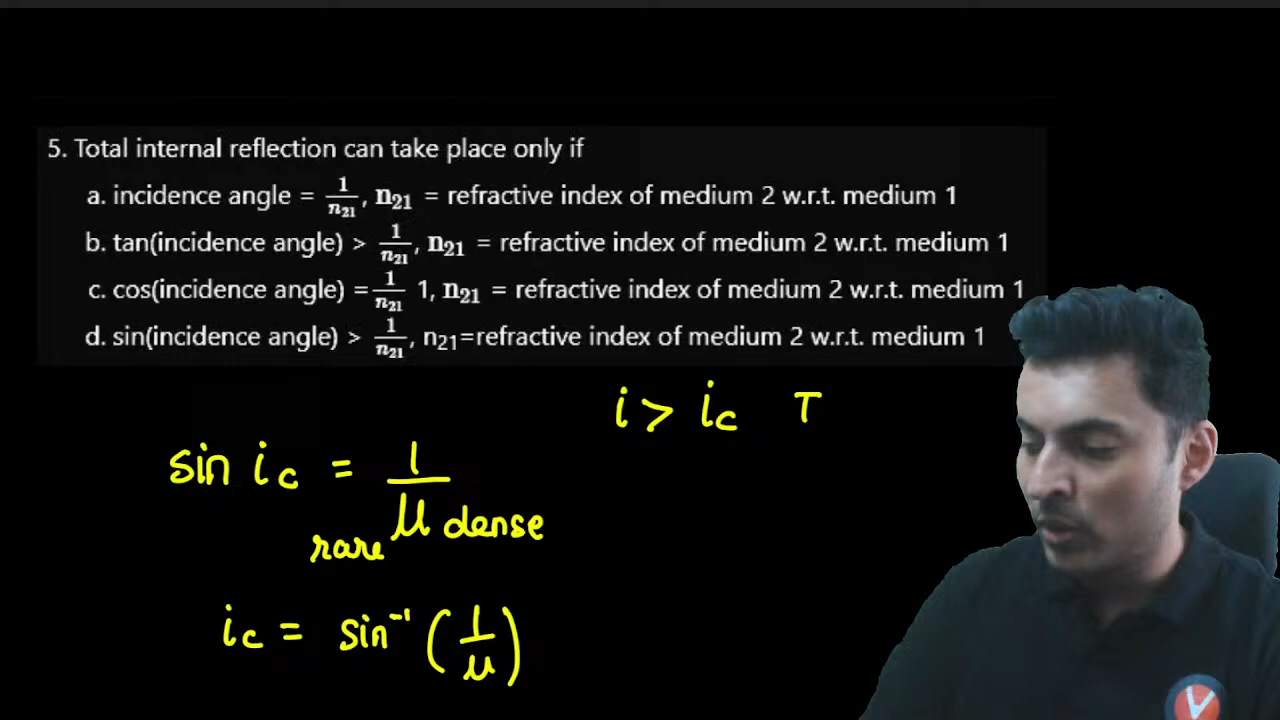 5. Total internal reflection can take place only if
a. incidence angle = 1/n21, n21 = refractive index of medium 2 w.r.t. medium 1
b. tan(incidence angle) > 1/n21, n21 = refractive index of medium 2 w.r.t. medium 1
c. cos(incidence angle) = 1/n21 1, n21 = refractive index of medium 2 w.r.t. medium 1
d. sin(incidence angle) > 1/n21, n21=refractive index of medium 2 w.r.t. medium 1
i > ic T
sin ic = 1/rare μ dense
ic = sin⁻¹ (1/μ)